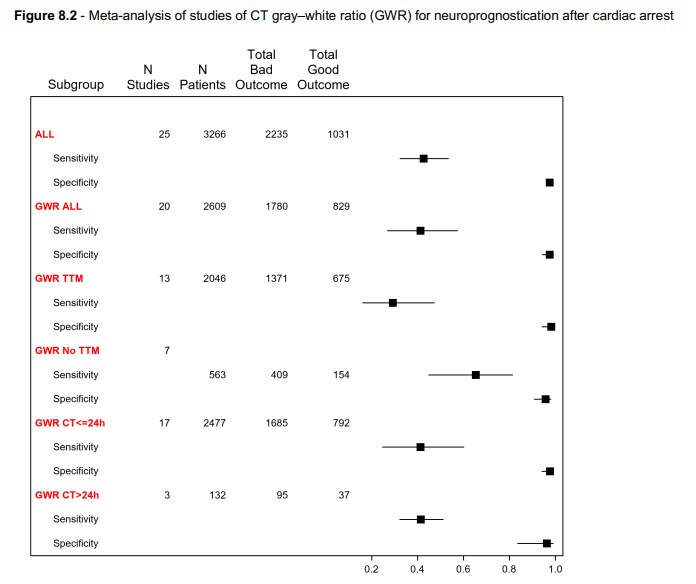 Figure 8.2 - Meta-analysis of studies of CT gray–white ratio (GWR) for neuroprognostication after cardiac arrest
Total Total
N N Bad Good
Subgroup Studies Patients Outcome Outcome
ALL 25 3266 2235 1031
Sensitivity
Specificity
GWR ALL 20 2609 1780 829
Sensitivity
Specificity
GWR TTM 13 2046 1371 675
Sensitivity
Specificity
GWR No TTM 7
Sensitivity 563 409 154
Specificity
GWR CT<=24h 17 2477 1685 792
Sensitivity
Specificity
GWR CT>24h 3 132 95 37
Sensitivity
Specificity
0.2 0.4 0.6 0.8 1.0